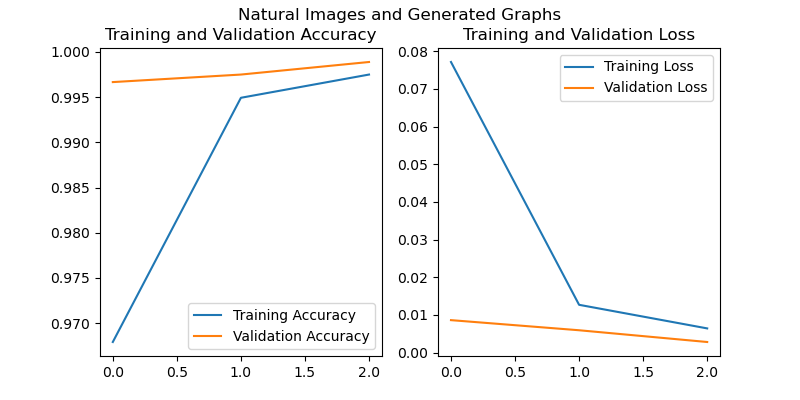 Natural Images and Generated Graphs
Training and Validation Accuracy
1.000
0.995
0.990
0.985
0.980
0.975
0.970
0.0 0.5 1.0 1.5 2.0
Training Accuracy
Validation Accuracy
Training and Validation Loss
0.08
0.07
0.06
0.05
0.04
0.03
0.02
0.01
0.00
0.0 0.5 1.0 1.5 2.0
Training Loss
Validation Loss